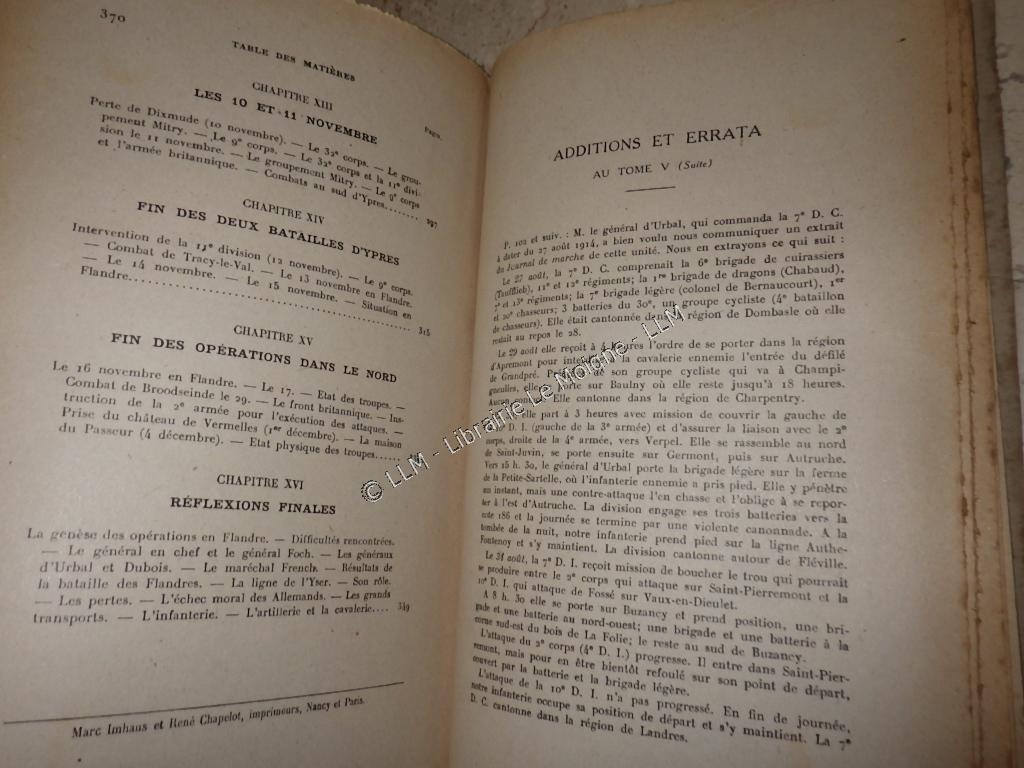 370
TABLE DES MATIÈRES
CHAPITRE XIII
LES 10 ET 11 NOVEMBRE
Pages.
Perte de Dixmude (10 novembre). — Le 32e corps. — Le grou-
pement Mitry. — Le 9e corps. — Le 32e corps et la 11e divi-
sion le 11 novembre. — Le groupement Mitry. — Le 9e corps
et l'armée britannique. — Combats au sud d'Ypres........ 297
CHAPITRE XIV
FIN DES DEUX BATAILLES D'YPRES
Intervention de la 11e division (12 novembre). — Le 9e corps.
— Combat de Tracy-le-Val. — Le 13 novembre en Flandre.
— Le 14 novembre. — Le 15 novembre. — Situation en
Flandre........ 315
CHAPITRE XV
FIN DES OPÉRATIONS DANS LE NORD
Le 16 novembre en Flandre. — Le 17. — Etat des troupes. —
Combat de Broodseinde le 29. — Le front britannique. — Ins-
truction de la 2e armée pour l'exécution des attaques. —
Prise du château de Vermelles (1er décembre). — La maison
du Passeur (4 décembre). — Etat physique des troupes.....
CHAPITRE XVI
RÉFLEXIONS FINALES
La genèse des opérations en Flandre. — Difficultés rencontrées.
— Le général en chef et le général Foch. — Les généraux
d'Urbal et Dubois. — Le maréchal French. — Résultats de
la bataille des Flandres. — La ligne de l'Yser. — Son rôle.
— Les pertes. — L'échec moral des Allemands. — Les grands
transports. — L'infanterie. — L'artillerie et la cavalerie.... 349
Marc Imhaus et René Chapelot, imprimeurs, Nancy et Paris.
ADDITIONS ET ERRATA
AU TOME V (Suite)
P. 102 et suiv. : M. le général d'Urbal, qui commanda la 7e D. C.
à dater du 27 août 1914, a bien voulu nous communiquer un extrait
du Journal de marche de cette unité. Nous en extrayons ce qui suit :
Le 27 août, la 7e D. C. comprenait la 6e brigade de cuirassiers
(Taufflieb), 11e et 12e régiments; la 1re brigade de dragons (Chabaud),
7e et 13e régiments; la 7e brigade légère (colonel de Bernaucourt), 1er
et 20e chasseurs; 3 batteries du 30e, un groupe cycliste (4e bataillon
de chasseurs). Elle était cantonnée dans la région de Dombasle où elle
restait au repos le 28.
Le 29 août elle reçoit à 4 heures l'ordre de se porter dans la région
d'Apremont pour interdire à la cavalerie ennemie l'entrée du défilé
de Grandpré. de son groupe cycliste qui va à Champi-
gneulles, elle porte sur Baulny où elle reste jusqu'à 18 heures.
Aucun Elle cantonne dans la région de Charpentry.
elle part à 3 heures avec mission de couvrir la gauche de
D. I (gauche de la 3e armée) et d'assurer la liaison avec le 2e
corps, droite de la 4e armée, vers Verpel. Elle se rassemble au nord
de Saint-Juvin, se porte ensuite sur Germont, puis sur Autruche.
Vers 15 h. 30, le général d'Urbal porte la brigade légère sur la ferme
de la Petite-Sartelle, où l'infanterie ennemie a pris pied. Elle y pénètre
un instant, mais une contre-attaque l'en chasse et l'oblige à se repor-
ter à l'est d'Autruche. La division engage ses trois batteries vers la
cote 186 et la journée se termine par une violente canonnade. A la
tombée de la nuit, notre infanterie prend pied sur la ligne Authe-
Fontenoy et s'y maintient. La division cantonne autour de Fléville.
Le 31 août, la 7e D. I. reçoit mission de boucher le trou qui pourrait
se produire entre le 2e corps qui attaque sur Saint-Pierremont et la
10e D. I. qui attaque de Fossé sur Vaux-en-Dieulet.
A 8 h. 30 elle se porte sur Buzancy et prend position, une bri-
gade et une batterie au nord-ouest; une brigade et une batterie à la
corne sud-est du bois de La Folie; le reste au sud de Buzancy.
L'attaque du 2e corps (4e D. I.) progresse. Il entre dans Saint-Pier-
remont, mais pour en être bientôt refoulé sur son point de départ,
couvert par la batterie et la brigade légère.
L'attaque de la 10e D. I. n'a pas progressé. En fin de journée,
notre infanterie occupe sa position de départ et s'y maintient. La 7e
D. C. cantonne dans la région de Landres.
© LLM - Librairie Le Moigne - LLM